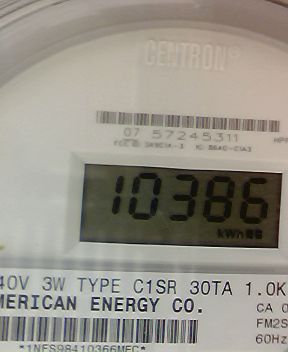 CENTRON®
07 57245311
10386
kWh
40V 3W TYPE C1SR 30TA 1.0K
MERICAN ENERGY CO.
CA 0
FM2S
60Hz
*1NFS98410366MEC*